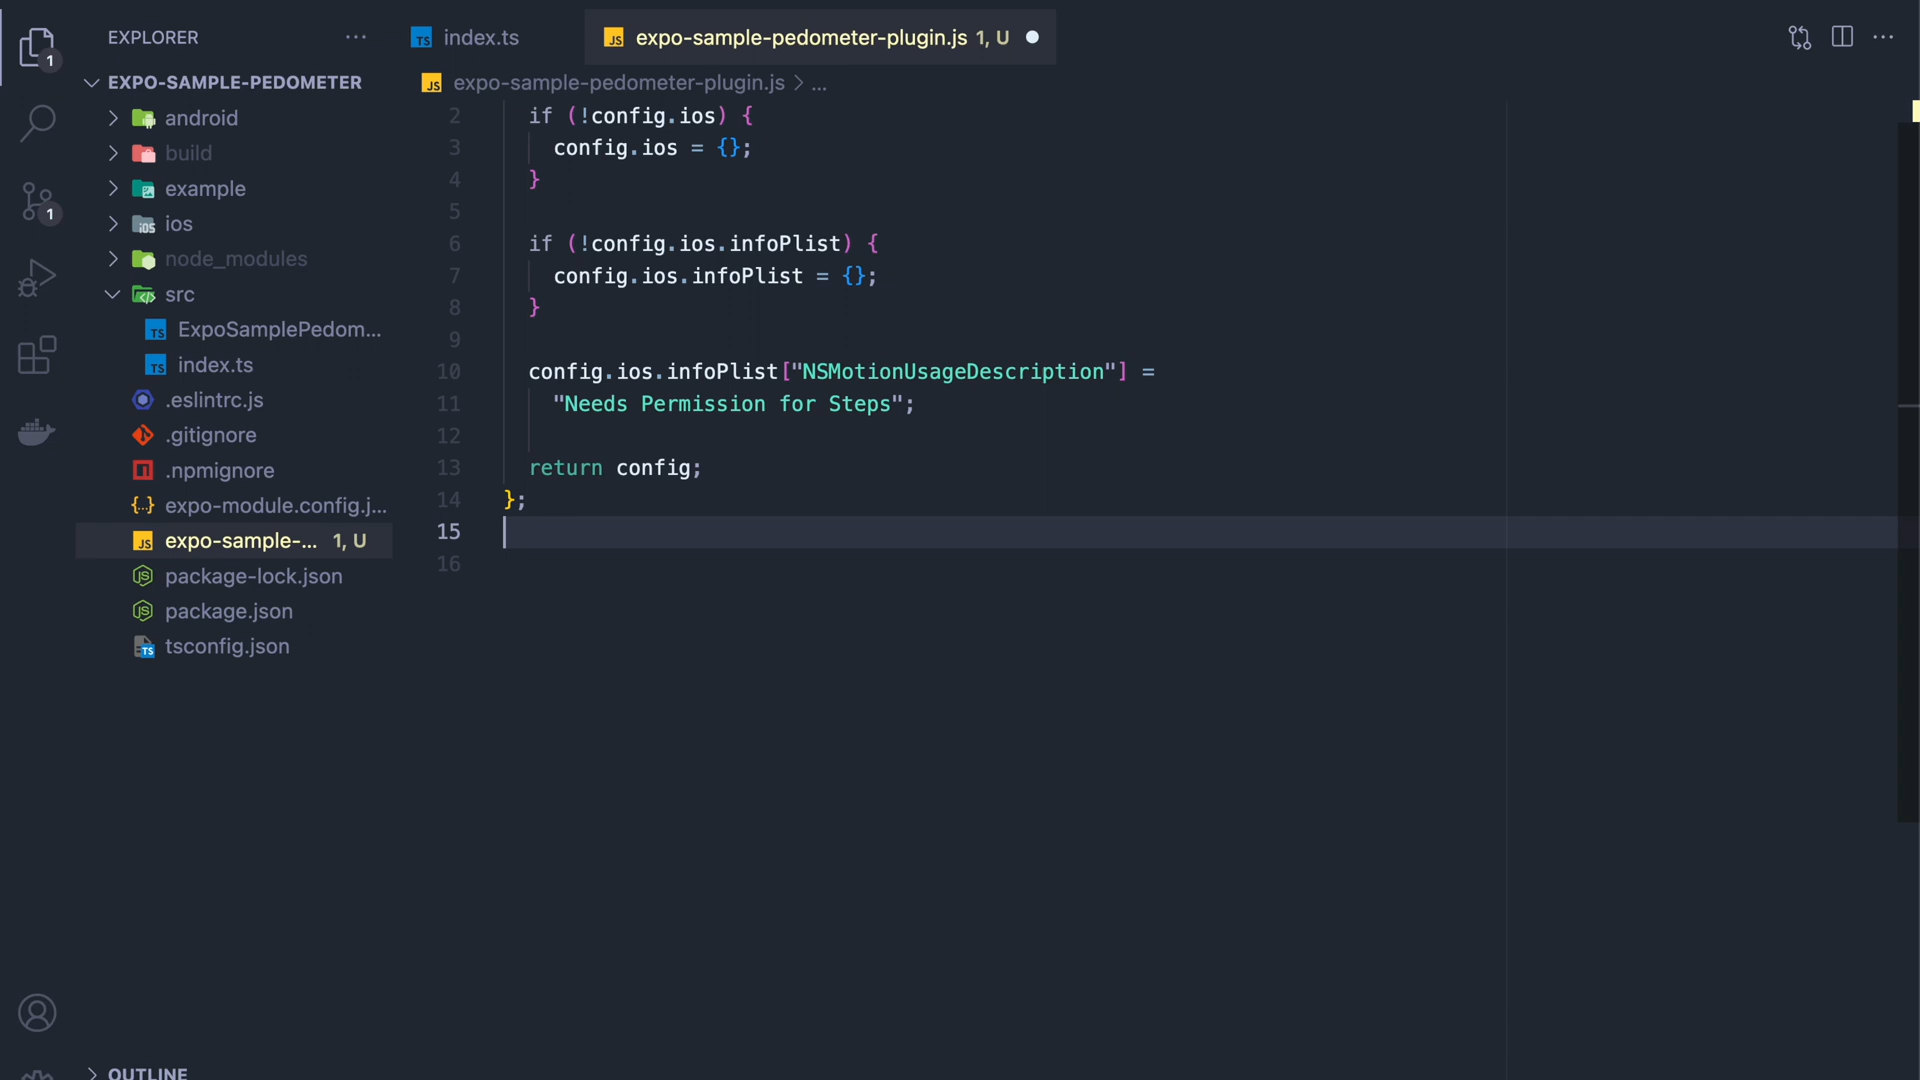 EXPLORER
index.ts
expo-sample-pedometer-plugin.js 1, U
1
EXPO-SAMPLE-PEDOMETER
expo-sample-pedometer-plugin.js > ...
android
build
example
1
ios
node_modules
src
ExpoSamplePedom...
index.ts
.eslintrc.js
.gitignore
.npmignore
expo-module.config.j...
expo-sample-... 1, U
package-lock.json
package.json
tsconfig.json
OUTLINE
2 if (!config.ios) {
3 config.ios = {};
4 }
5
6 if (!config.ios.infoPlist) {
7 config.ios.infoPlist = {};
8 }
9
10 config.ios.infoPlist["NSMotionUsageDescription"] =
11 "Needs Permission for Steps";
12
13 return config;
14 };
15
16